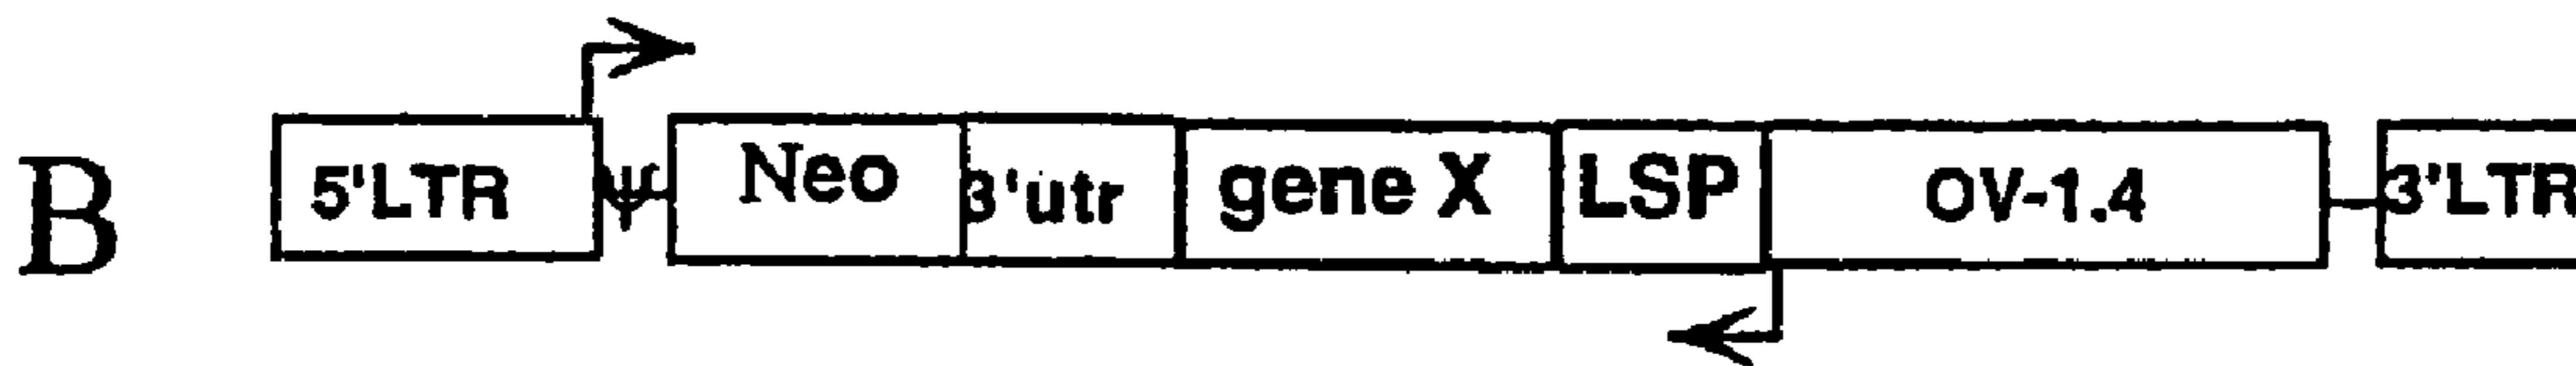 B 5'LTR ψ Neo 3'utr gene X LSP OV-1.4 3'LTR